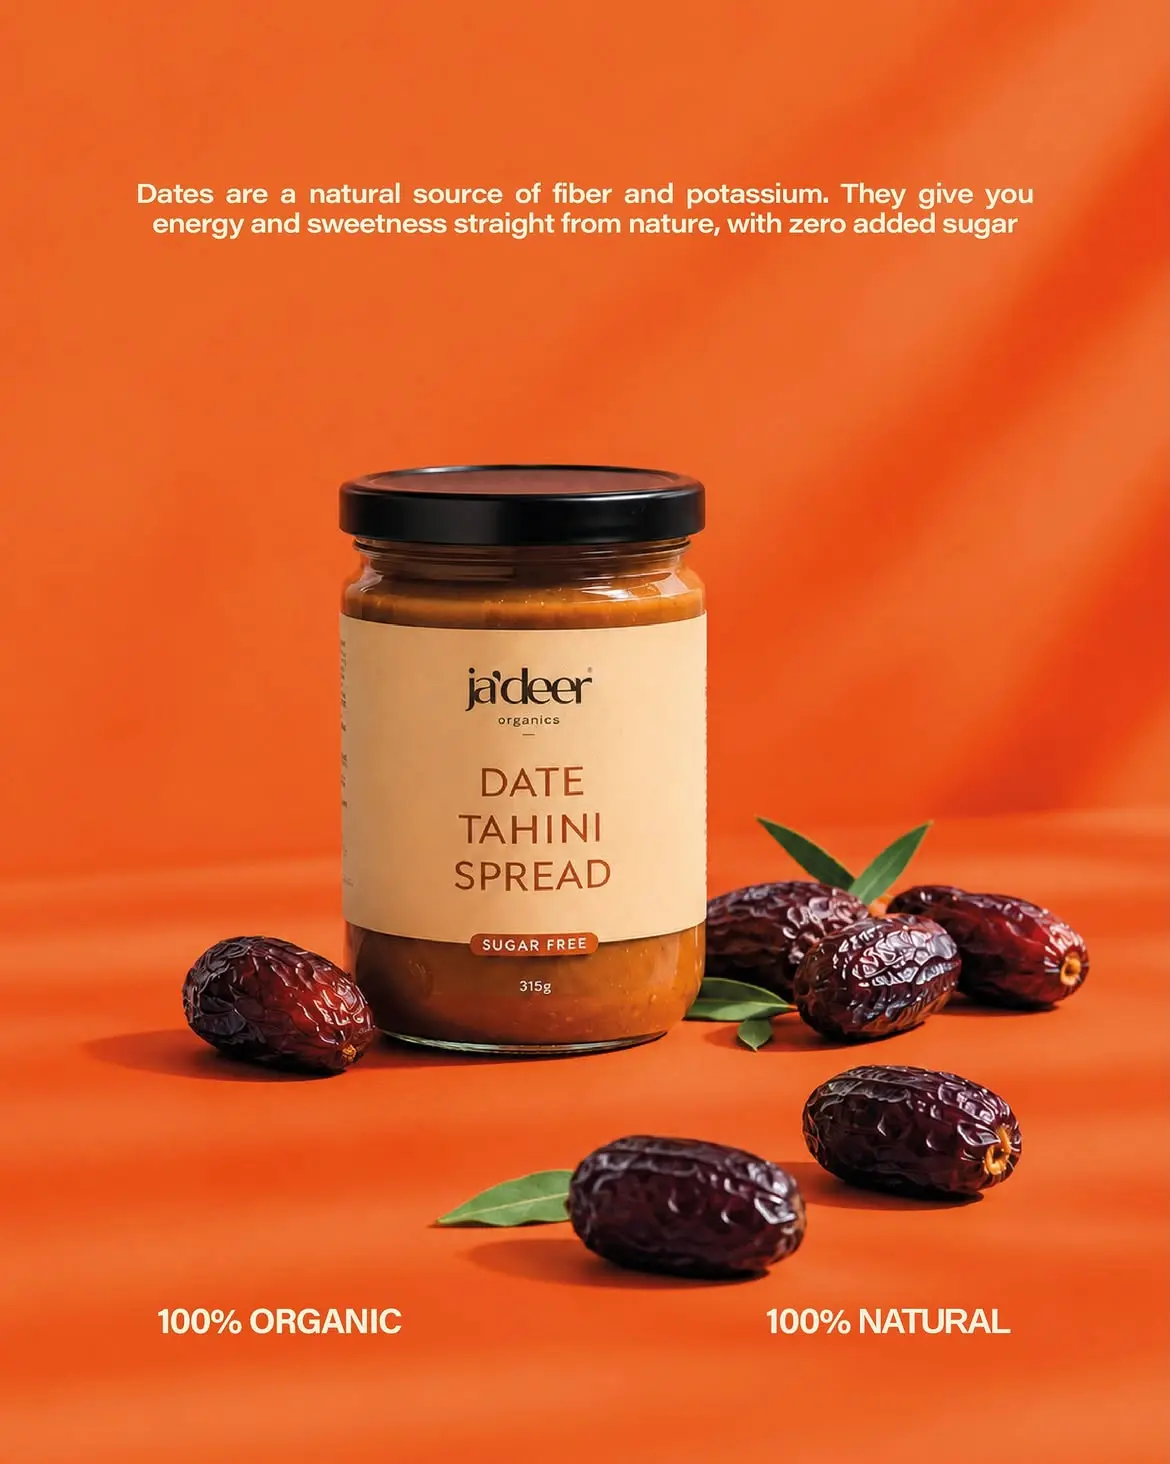 Dates are a natural source of fiber and potassium. They give you
energy and sweetness straight from nature, with zero added sugar
ja'deer®
organics
DATE
TAHINI
SPREAD
SUGAR FREE
315g
100% ORGANIC
100% NATURAL